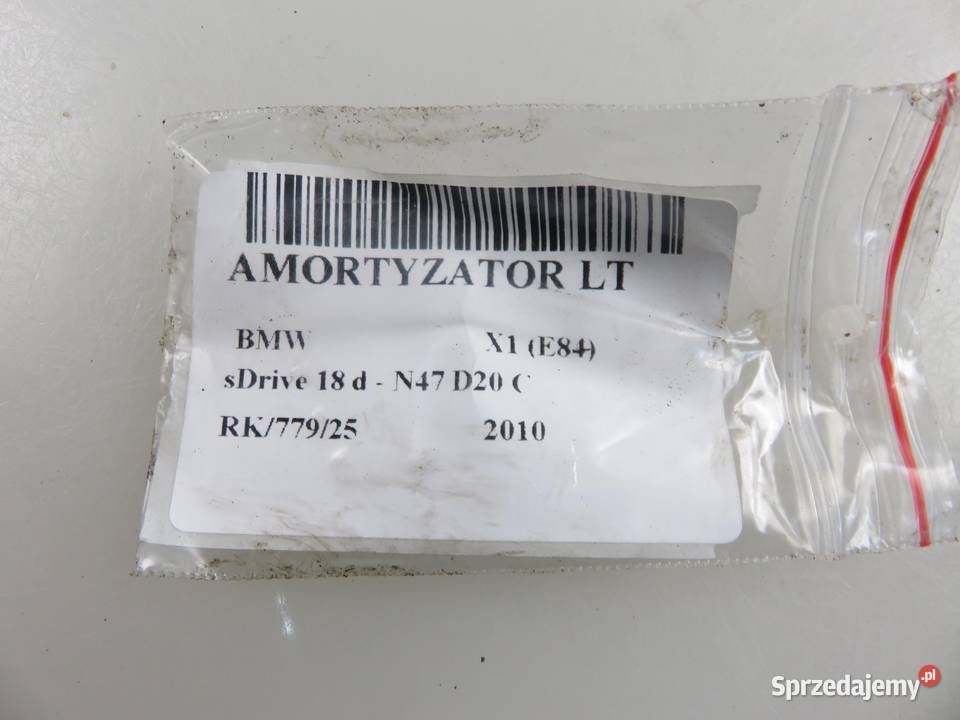 AMORTYZATOR LT
BMW X1 (E84)
sDrive 18 d - N47 D20 C
RK/779/25 2010
Sprzedajemy.pl